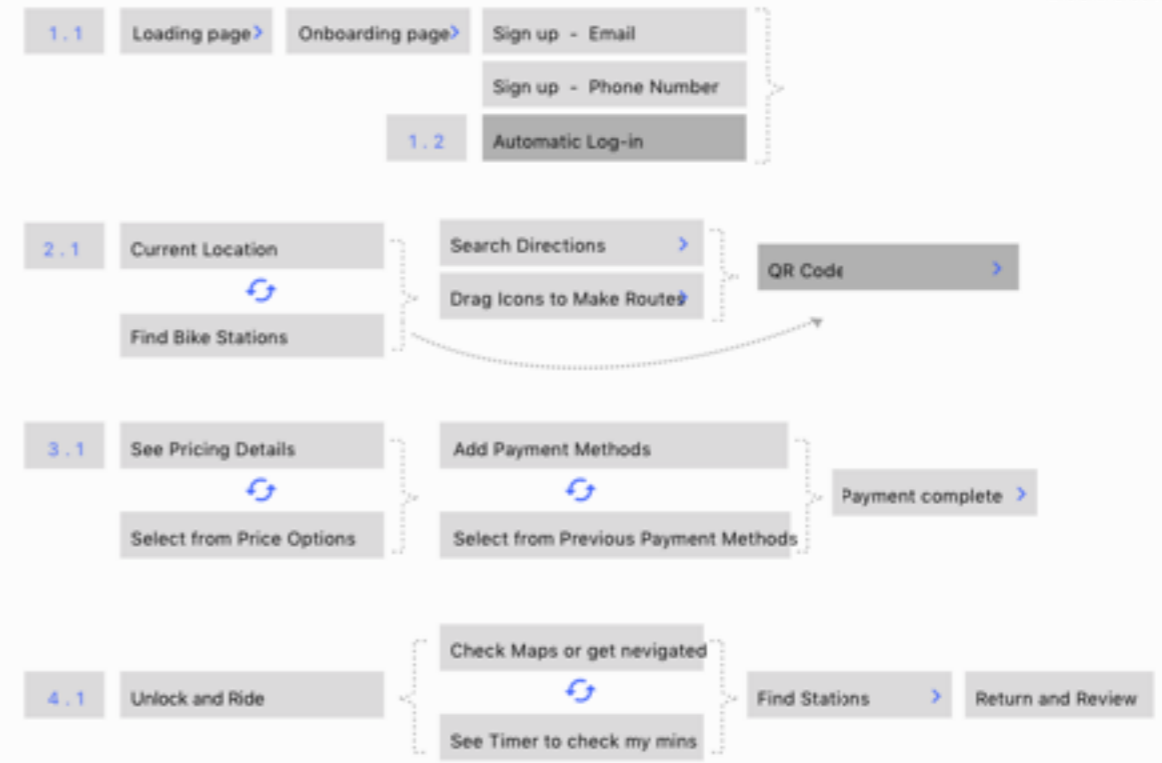 1.1
Loading page
Onboarding page
Sign up - Email
Sign up - Phone Number
1.2
Automatic Log-in
2.1
Current Location
Find Bike Stations
Search Directions
Drag Icons to Make Routes
QR Code
3.1
See Pricing Details
Select from Price Options
Add Payment Methods
Select from Previous Payment Methods
Payment complete
4.1
Unlock and Ride
Check Maps or get nevigated
See Timer to check my mins
Find Stations
Return and Review